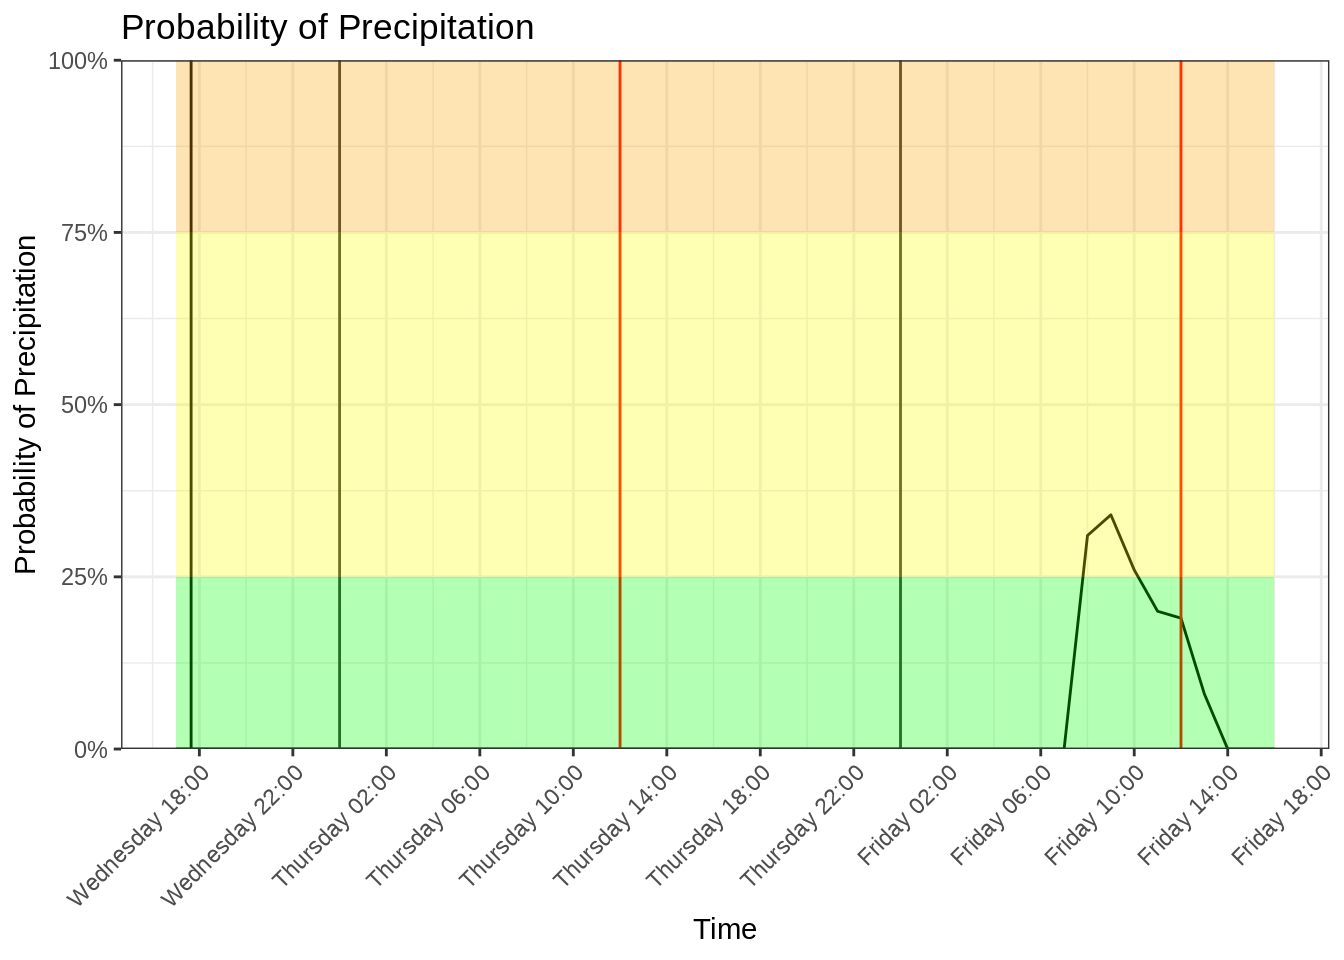 Probability of Precipitation
Probability of Precipitation
100%
75%
50%
25%
0%
Wednesday 18:00
Wednesday 22:00
Thursday 02:00
Thursday 06:00
Thursday 10:00
Thursday 14:00
Thursday 18:00
Thursday 22:00
Friday 02:00
Friday 06:00
Friday 10:00
Friday 14:00
Friday 18:00
Time